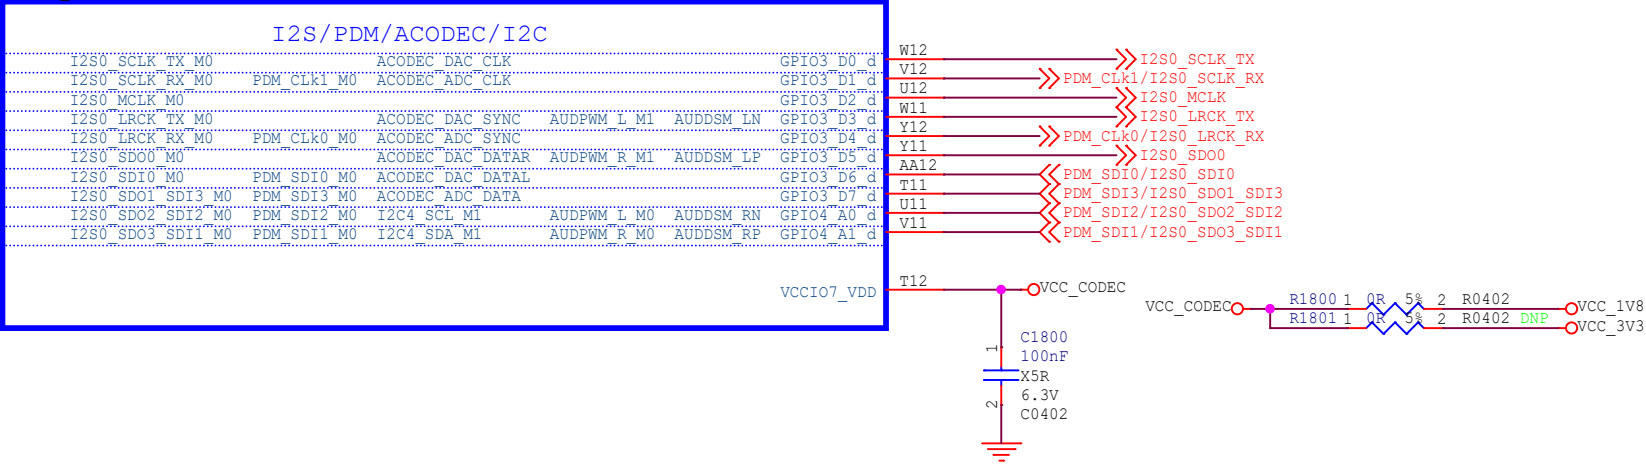 I2S/PDM/ACODEC/I2C
I2S0_SCLK_TX_M0 ACODEC_DAC_CLK GPIO3_D0_d W12 I2S0_SCLK_TX
I2S0_SCLK_RX_M0 PDM_CLk1_M0 ACODEC_ADC_CLK GPIO3_D1_d V12 PDM_CLk1/I2S0_SCLK_RX
I2S0_MCLK_M0 GPIO3_D2_d U12 I2S0_MCLK
I2S0_LRCK_TX_M0 ACODEC_DAC_SYNC AUDPWM_L_M1 AUDDSM_LN GPIO3_D3_d W11 I2S0_LRCK_TX
I2S0_LRCK_RX_M0 PDM_CLk0_M0 ACODEC_ADC_SYNC GPIO3_D4_d Y12 PDM_CLk0/I2S0_LRCK_RX
I2S0_SDO0_M0 ACODEC_DAC_DATAR AUDPWM_R_M1 AUDDSM_LP GPIO3_D5_d Y11 I2S0_SDO0
I2S0_SDI0_M0 PDM_SDI0_M0 ACODEC_DAC_DATAL GPIO3_D6_d AA12 PDM_SDI0/I2S0_SDI0
I2S0_SDO1_SDI3_M0 PDM_SDI3_M0 ACODEC_ADC_DATA GPIO3_D7_d T11 PDM_SDI3/I2S0_SDO1_SDI3
I2S0_SDO2_SDI2_M0 PDM_SDI2_M0 I2C4_SCL_M1 AUDPWM_L_M0 AUDDSM_RN GPIO4_A0_d U11 PDM_SDI2/I2S0_SDO2_SDI2
I2S0_SDO3_SDI1_M0 PDM_SDI1_M0 I2C4_SDA_M1 AUDPWM_R_M0 AUDDSM_RP GPIO4_A1_d V11 PDM_SDI1/I2S0_SDO3_SDI1
VCCIO7_VDD T12 VCC_CODEC
VCC_CODEC R1800 1 0R 5% 2 R0402 VCC_1V8
R1801 1 0R 5% 2 R0402 DNP VCC_3V3
1 C1800
100nF
X5R
6.3V
2 C0402